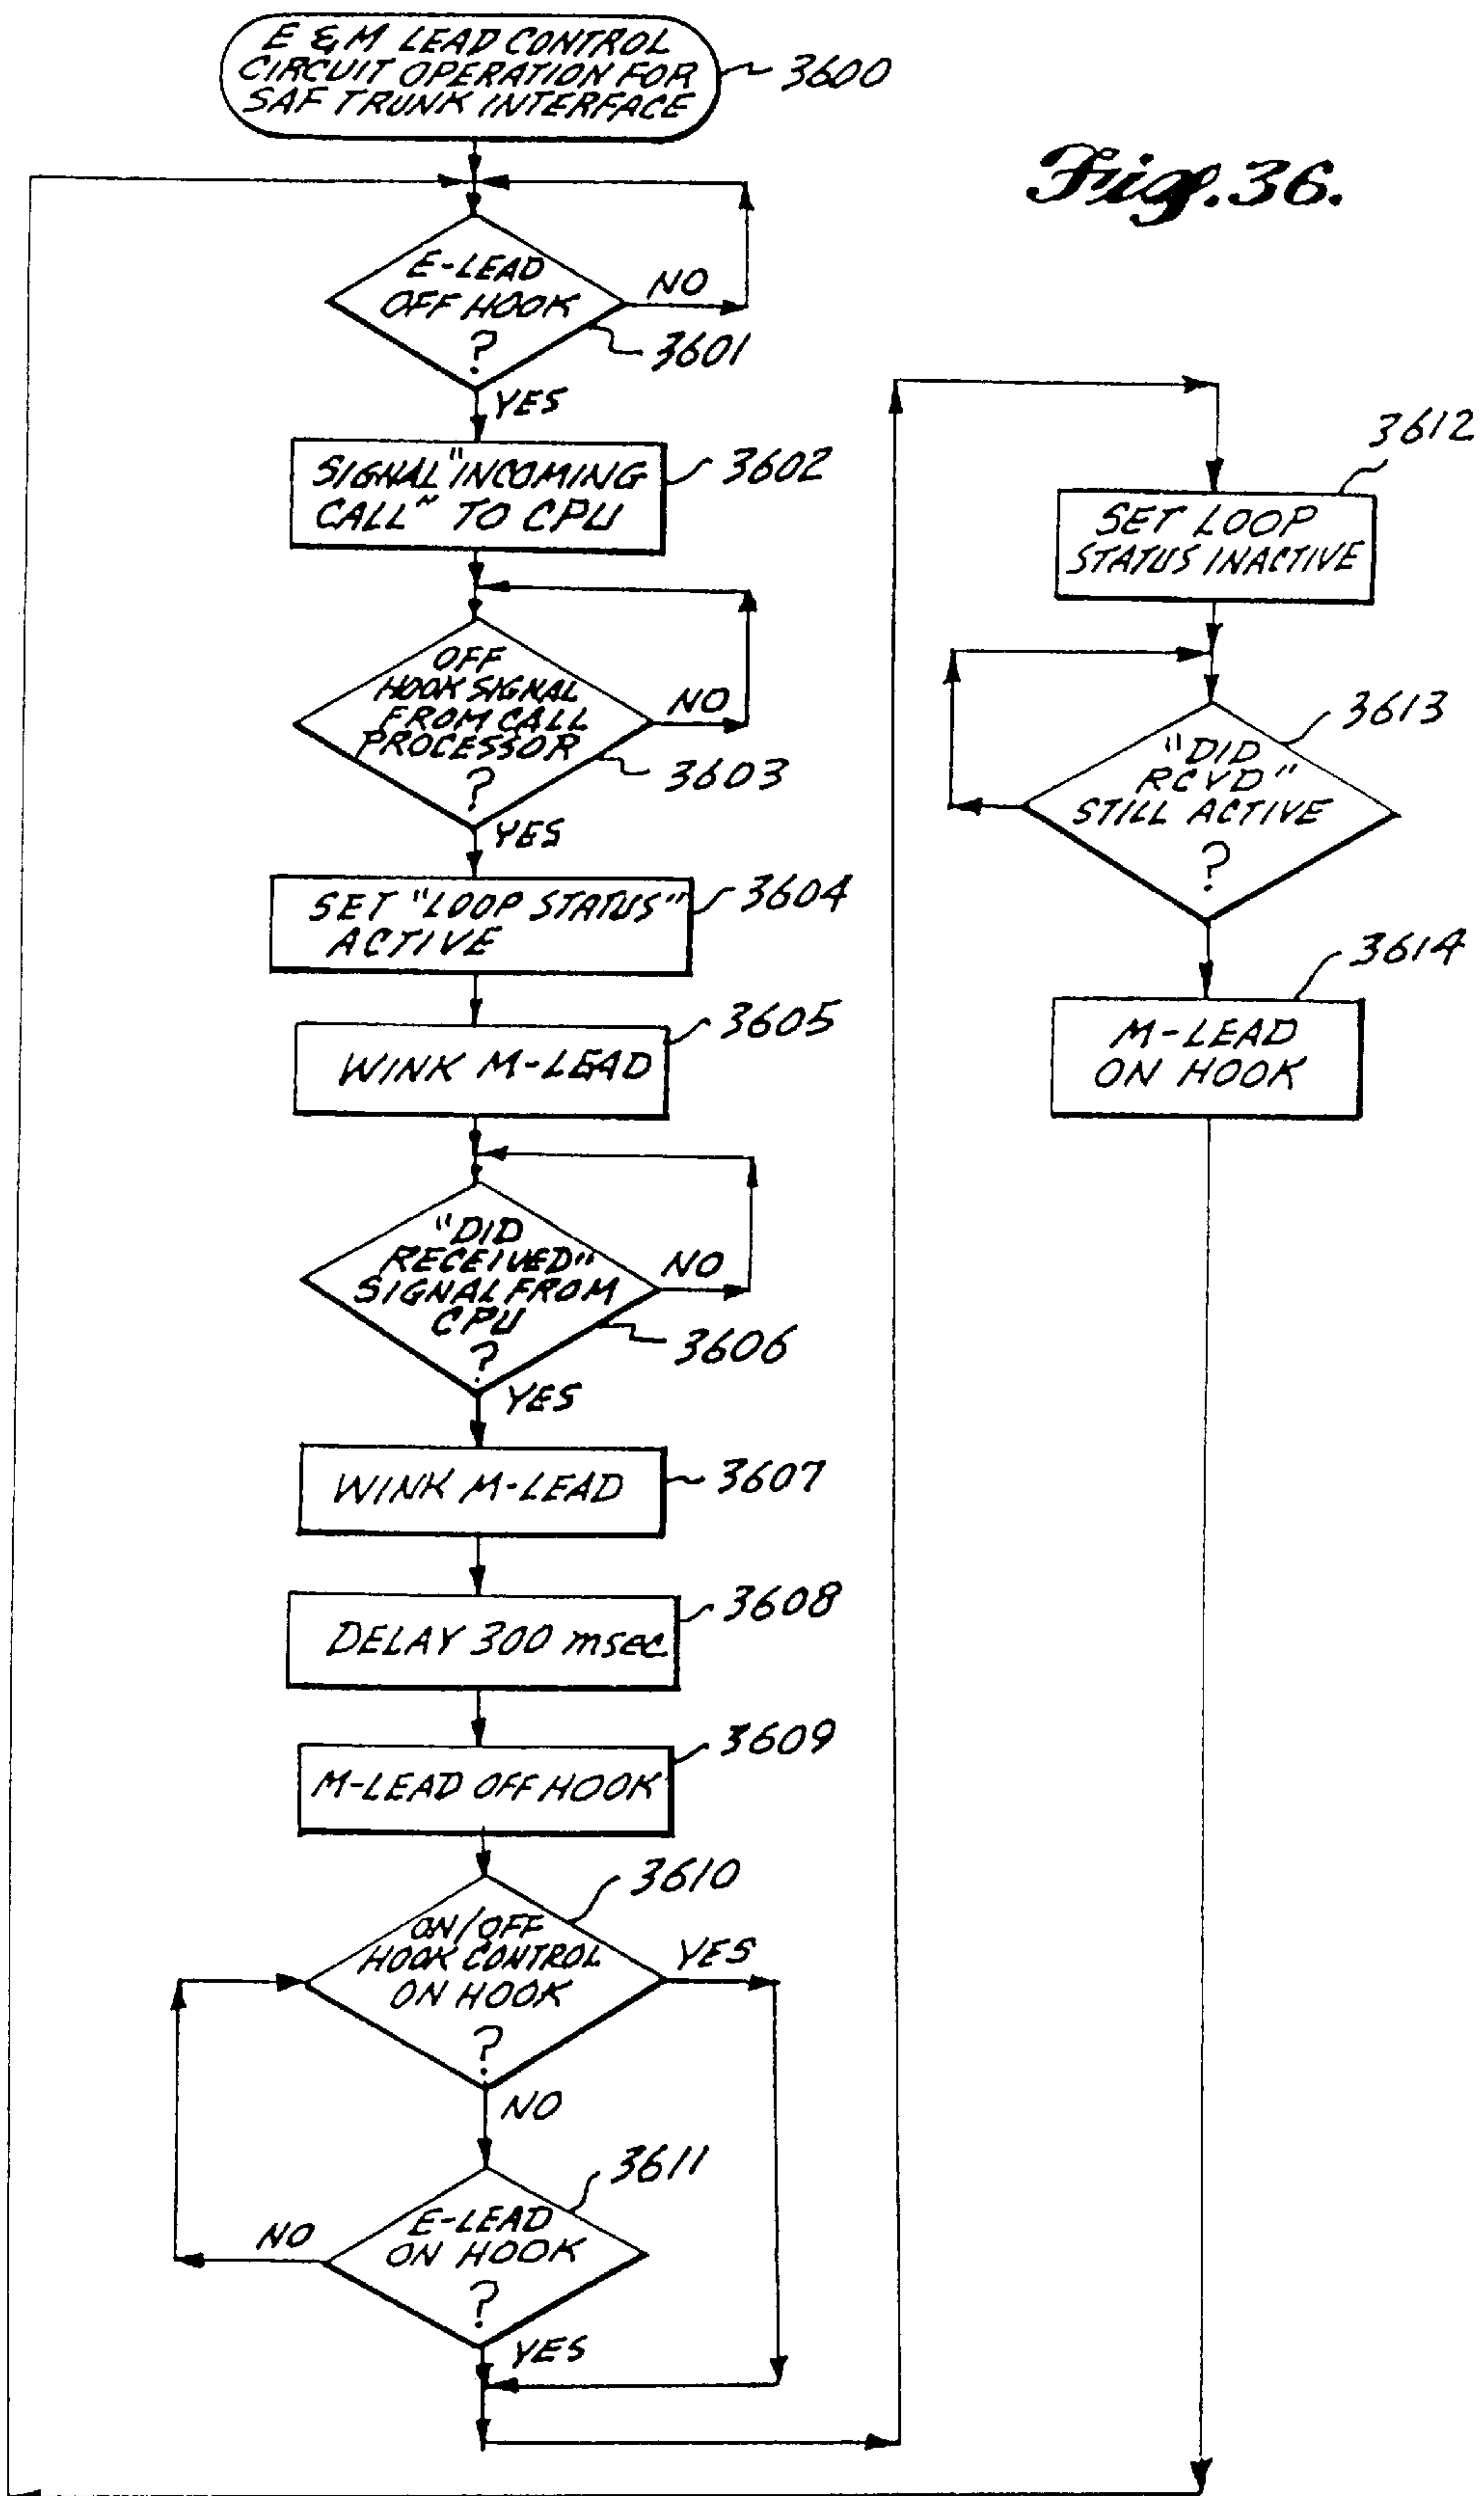 E & M LEAD CONTROL
CIRCUIT OPERATION FOR
SAF TRUNK INTERFACE
3600
Fig. 36.
E-LEAD
OFF HOOK
?
NO
3601
YES
SIGNAL "INCOMING
CALL" TO CPU
3602
OFF
HOOK SIGNAL
FROM CALL
PROCESSOR
?
NO
3603
YES
SET "LOOP STATUS"
ACTIVE
3604
WINK M-LEAD
3605
"DID
RECEIVED"
SIGNAL FROM
CPU
?
NO
3606
YES
WINK M-LEAD
3607
DELAY 300 msec
3608
M-LEAD OFF HOOK
3609
ON/OFF
HOOK CONTROL
ON HOOK
?
3610
YES
NO
E-LEAD
ON HOOK
?
3611
NO
YES
3612
SET LOOP
STATUS INACTIVE
3613
"DID
RCVD"
STILL ACTIVE
?
3614
M-LEAD
ON HOOK